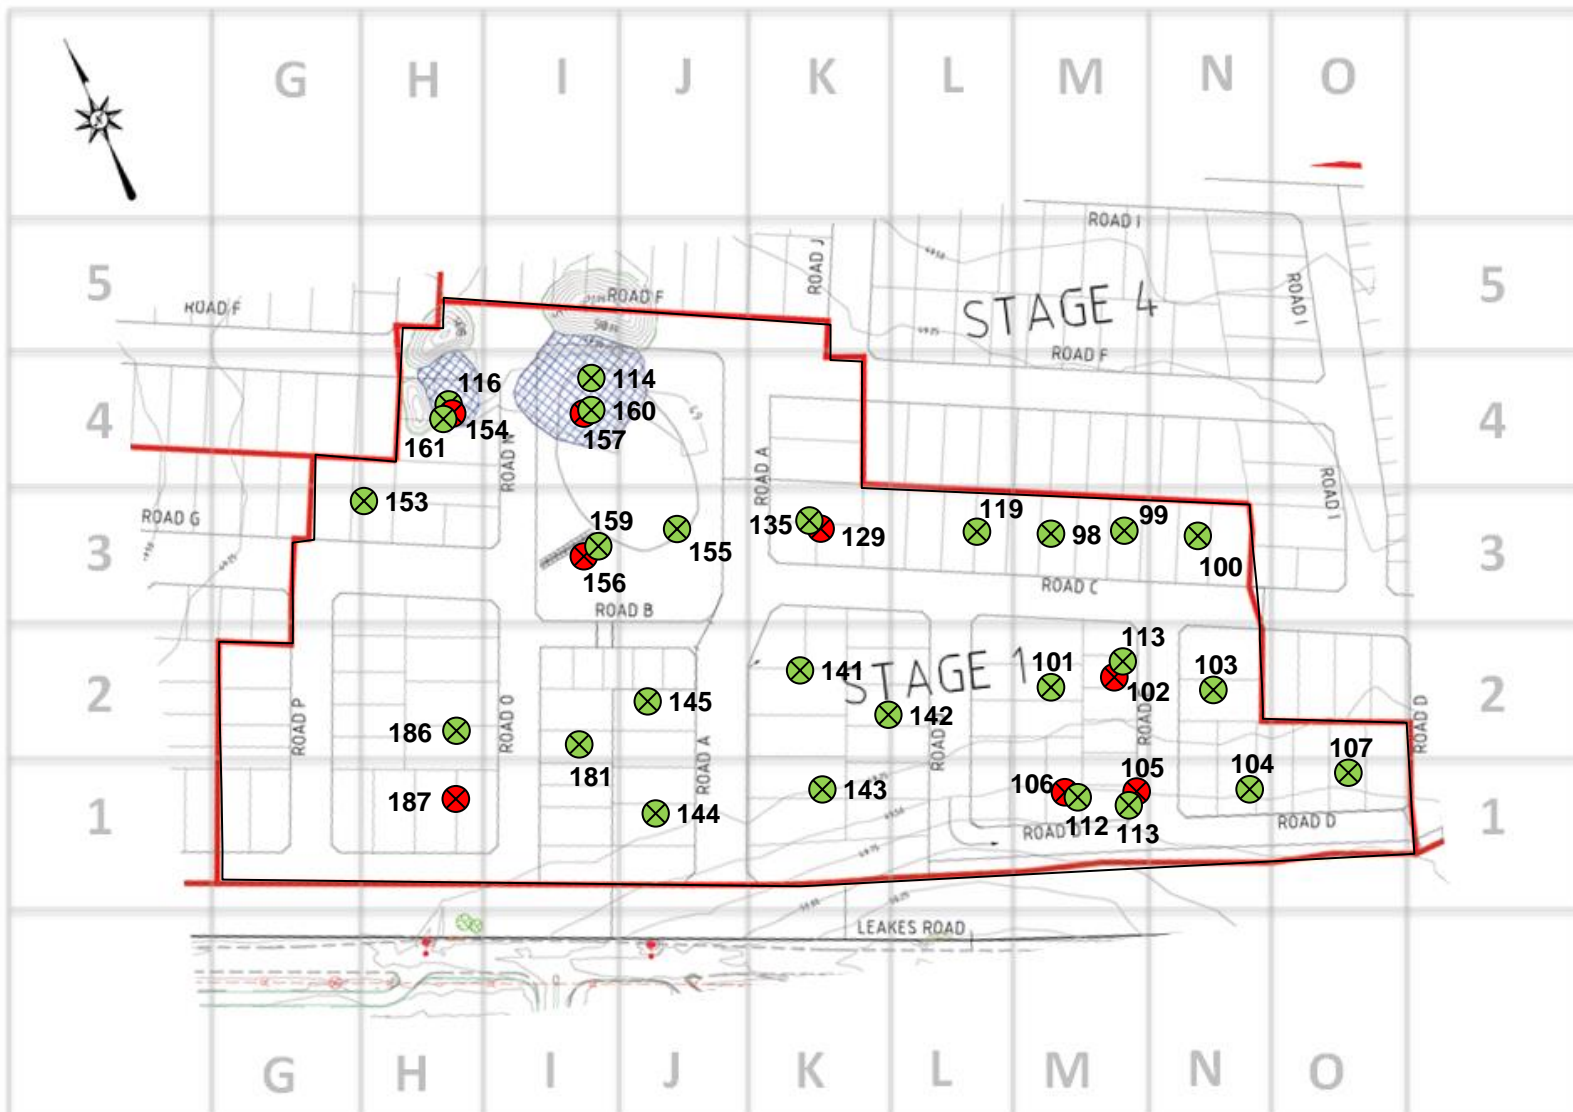 G H I J K L M N O
ROAD I
5 ROAD F ROAD F ROAD J STAGE 4 ROAD I 5
ROAD F
116 114
4 154 160 ROAD A 4
161 ROAD N 157
153 ROAD I
ROAD G 159 135 119 98 99
3 155 129 100 3
156 ROAD C
ROAD B
113
141 STAGE 1 101 103
2 145 102 2
ROAD P 186 ROAD O 142 ROAD D
181 ROAD A 105 107
187 143 106 104
1 144 112 ROAD D 1
ROAD D 113
LEAKES ROAD
G H I J K L M N O